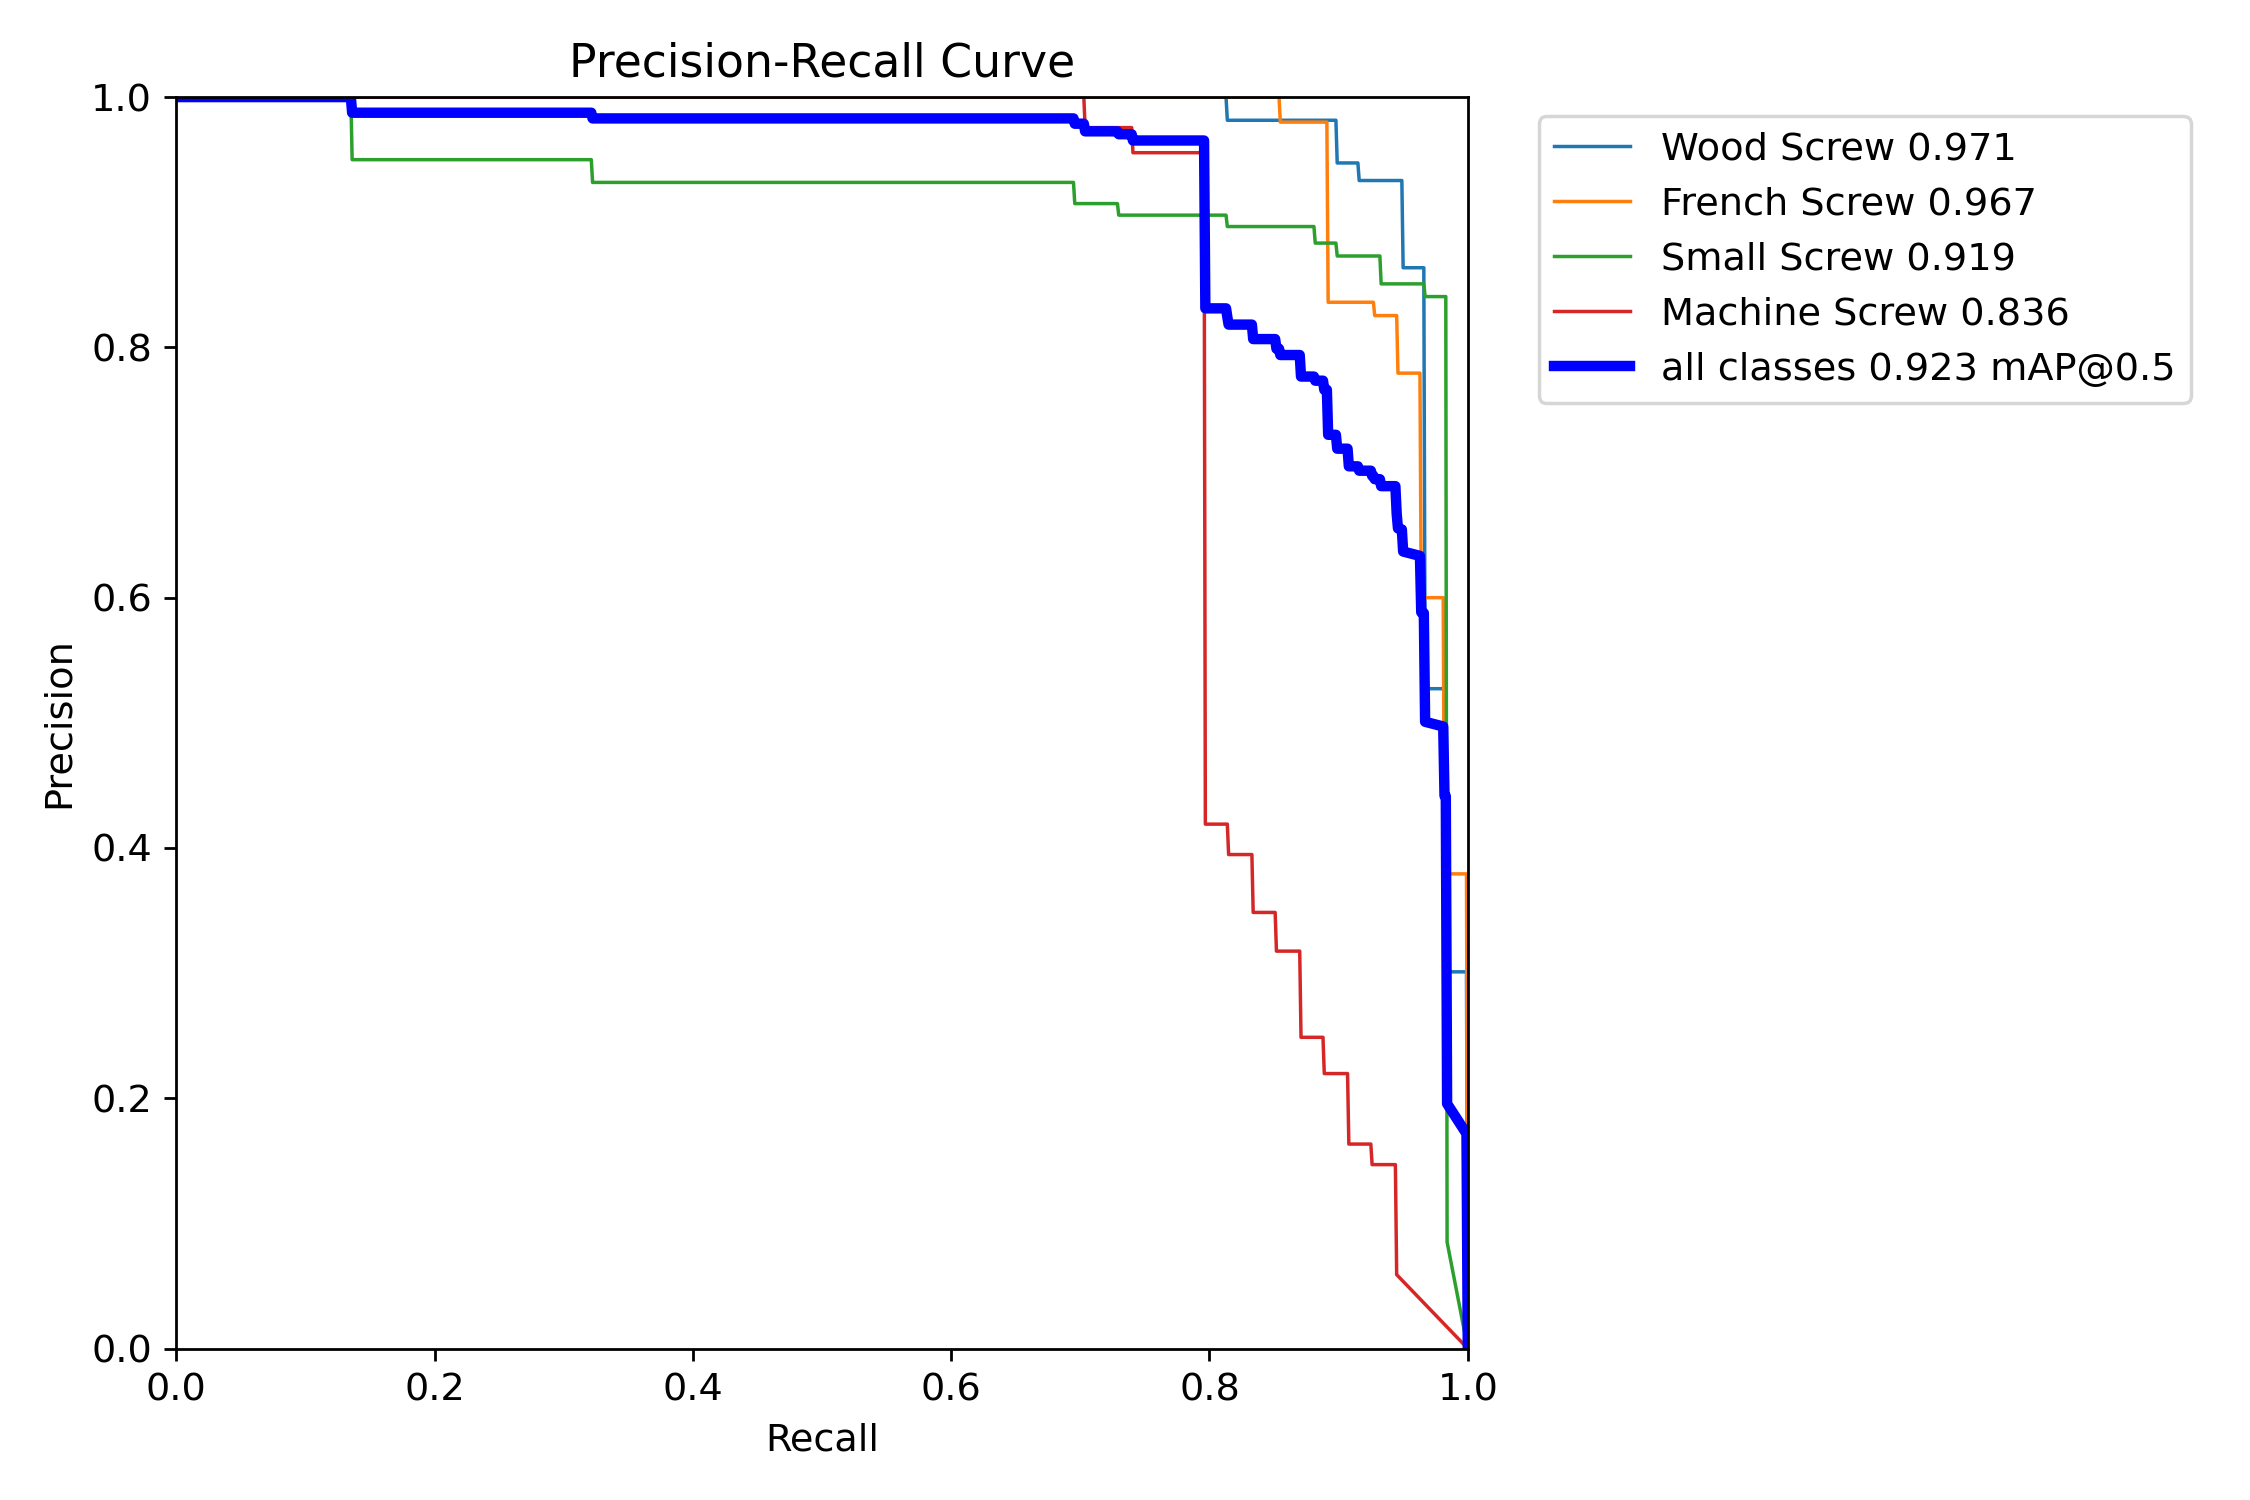 Precision-Recall Curve
1.0
0.8
0.6
0.4
0.2
0.0
Precision
0.0 0.2 0.4 0.6 0.8 1.0
Recall
Wood Screw 0.971
French Screw 0.967
Small Screw 0.919
Machine Screw 0.836
all classes 0.923 mAP@0.5